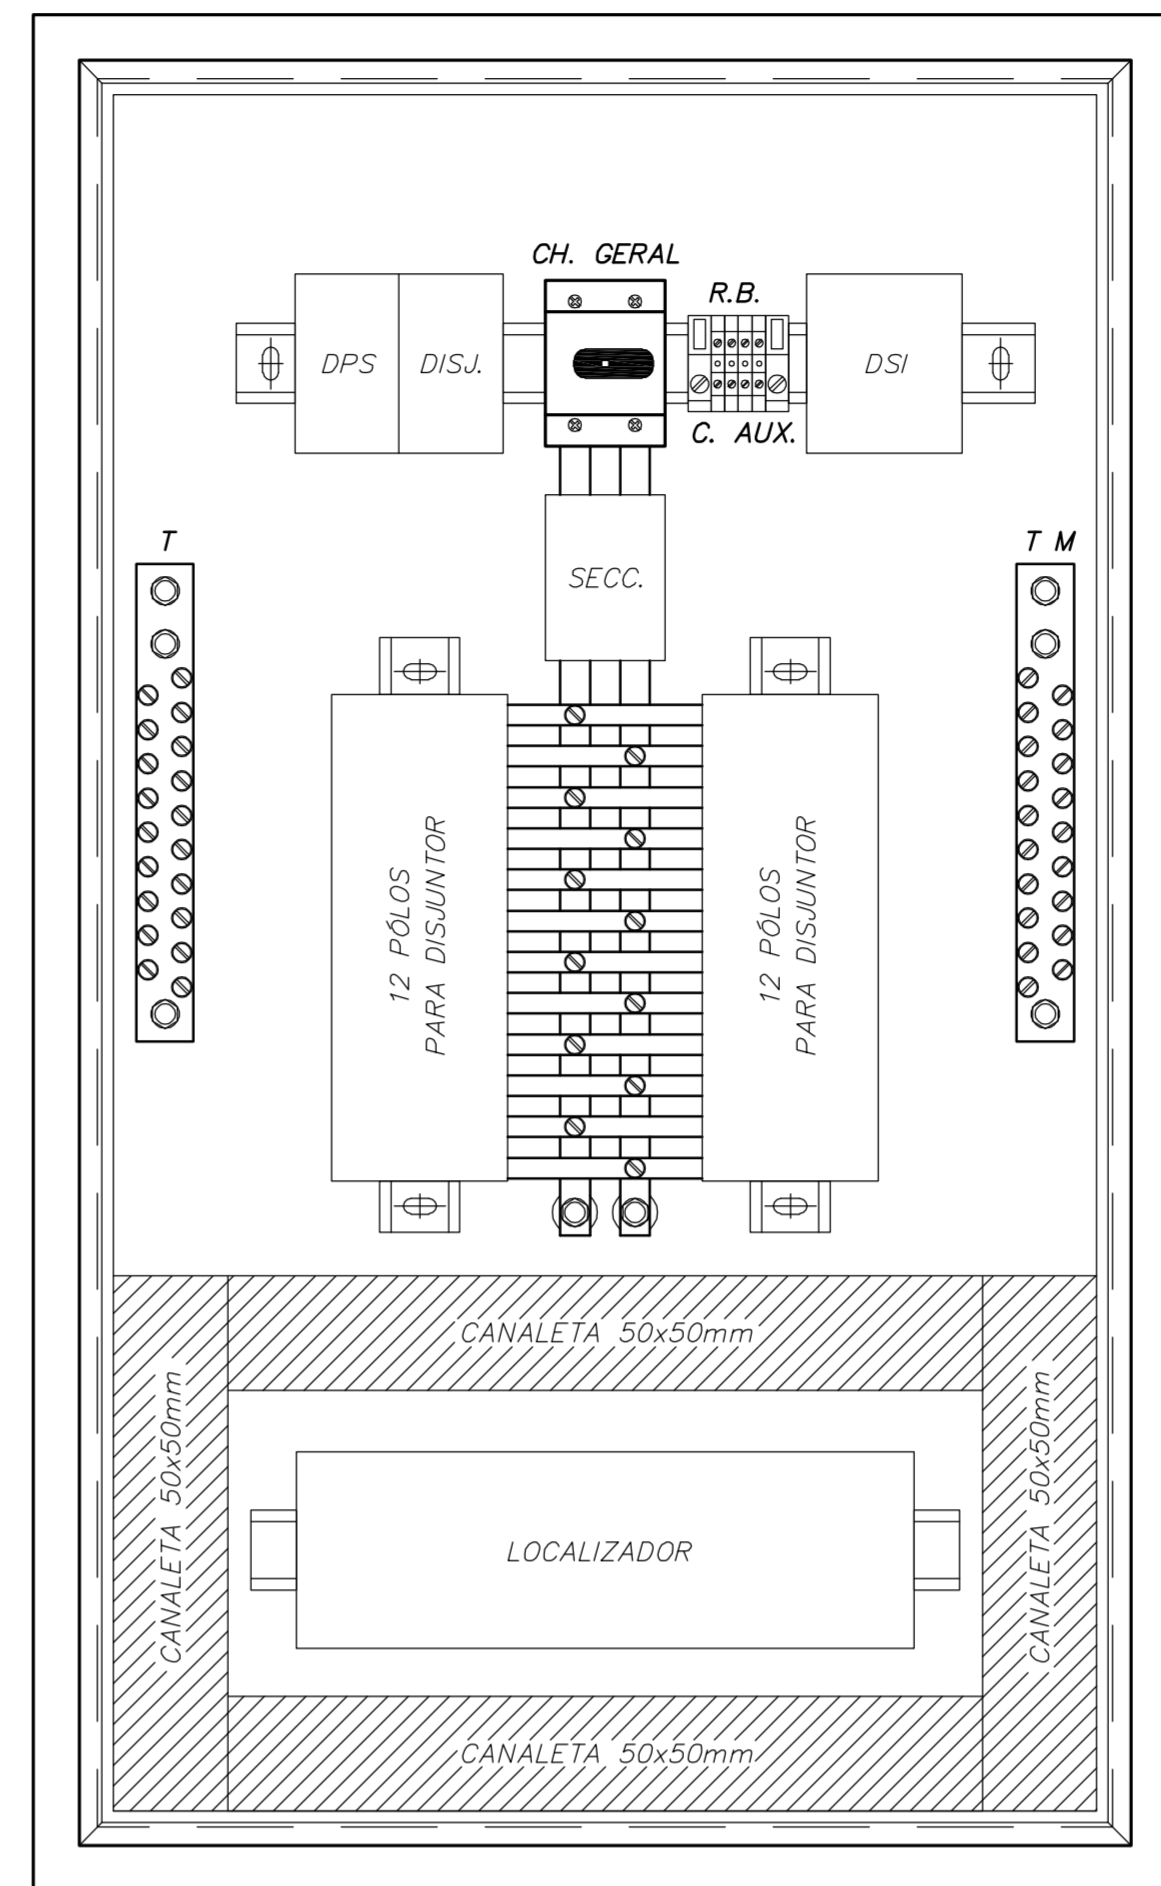 CH. GERAL
R.B.
DPS
DISJ.
DSI
C. AUX.
T
T M
SECC.
12 PÓLOS
PARA DISJUNTOR
12 PÓLOS
PARA DISJUNTOR
CANALETA 50x50mm
CANALETA 50x50mm
CANALETA 50x50mm
LOCALIZADOR
CANALETA 50x50mm